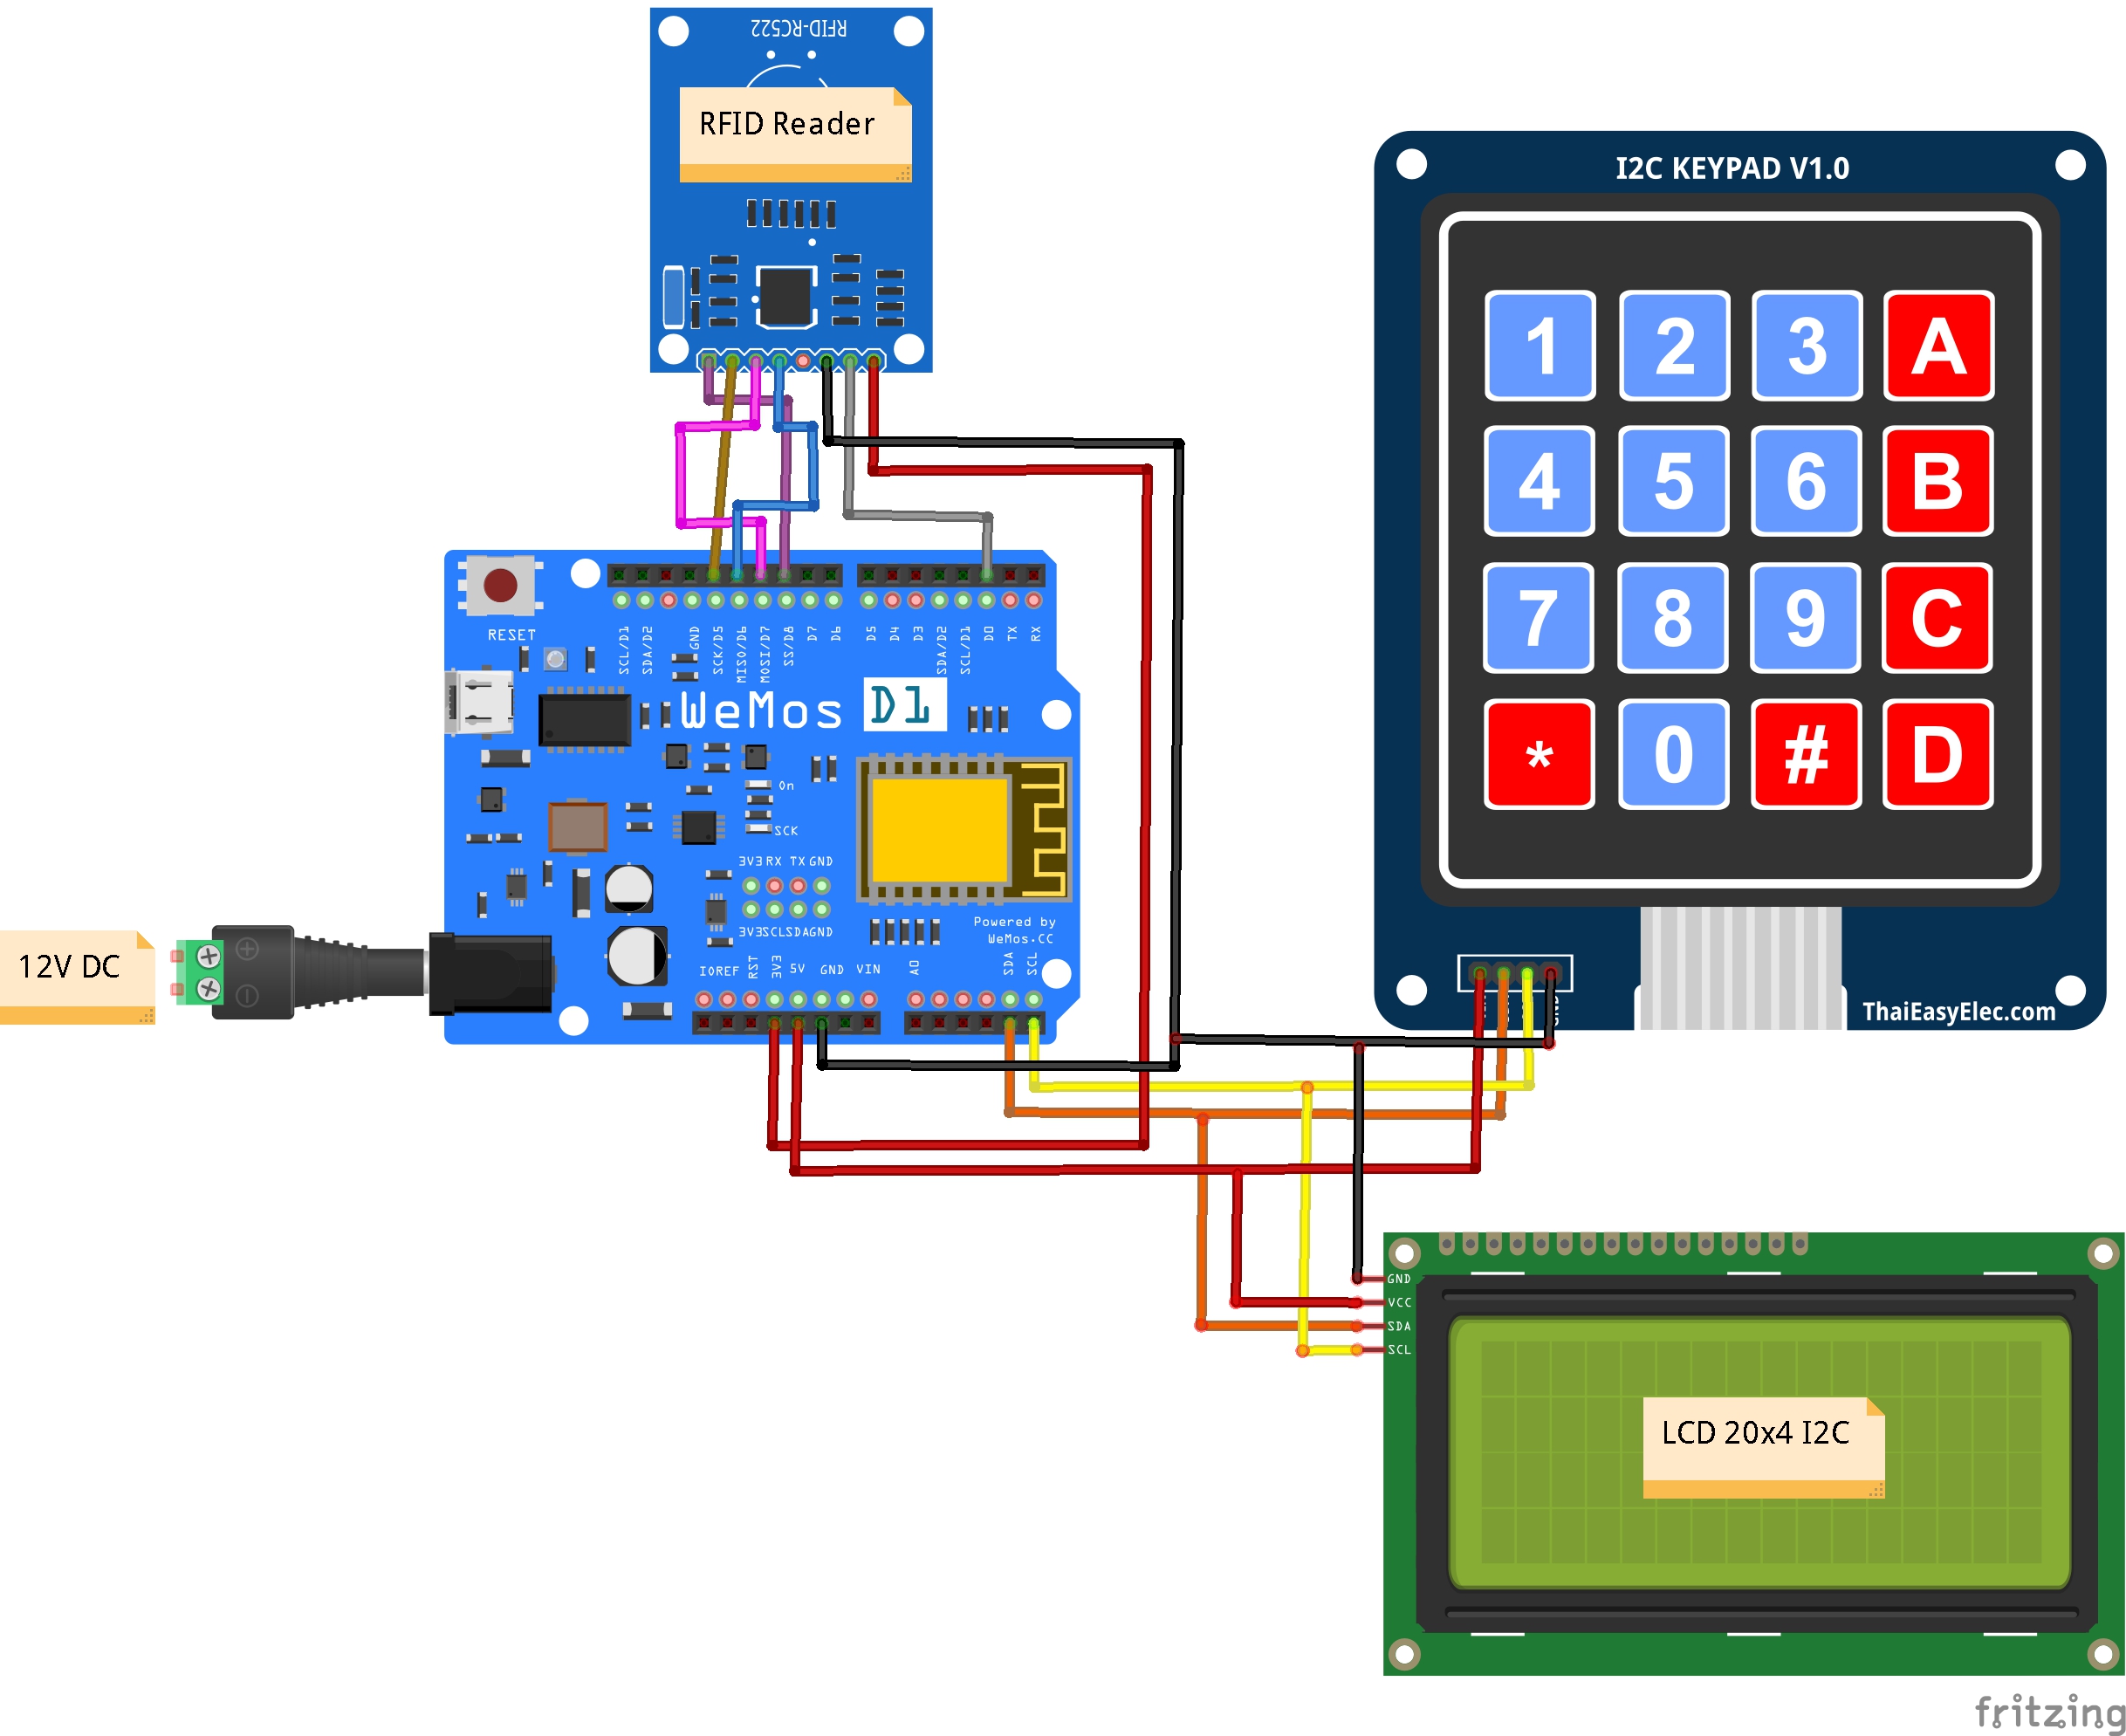 RFID-RC522
RFID Reader
I2C KEYPAD V1.0
1 2 3 A
4 5 6 B
7 8 9 C
* 0 # D
ThaiEasyElec.com
RESET
SCL/D1
SDA/D2
GND
SCK/D5
MISO/D6
MOSI/D7
SS/D8
D7
D6
D5
D4
D3
SDA/D2
SCL/D1
D0
TX
RX
WeMos D1
On
SCK
3V3 RX TX GND
3V3 SCL SDA GND
Powered by
WeMos.CC
IOREF
RST
3V3
5V
GND
VIN
A0
SDA
SCL
12V DC
GND
VCC
SDA
SCL
LCD 20x4 I2C
fritzing